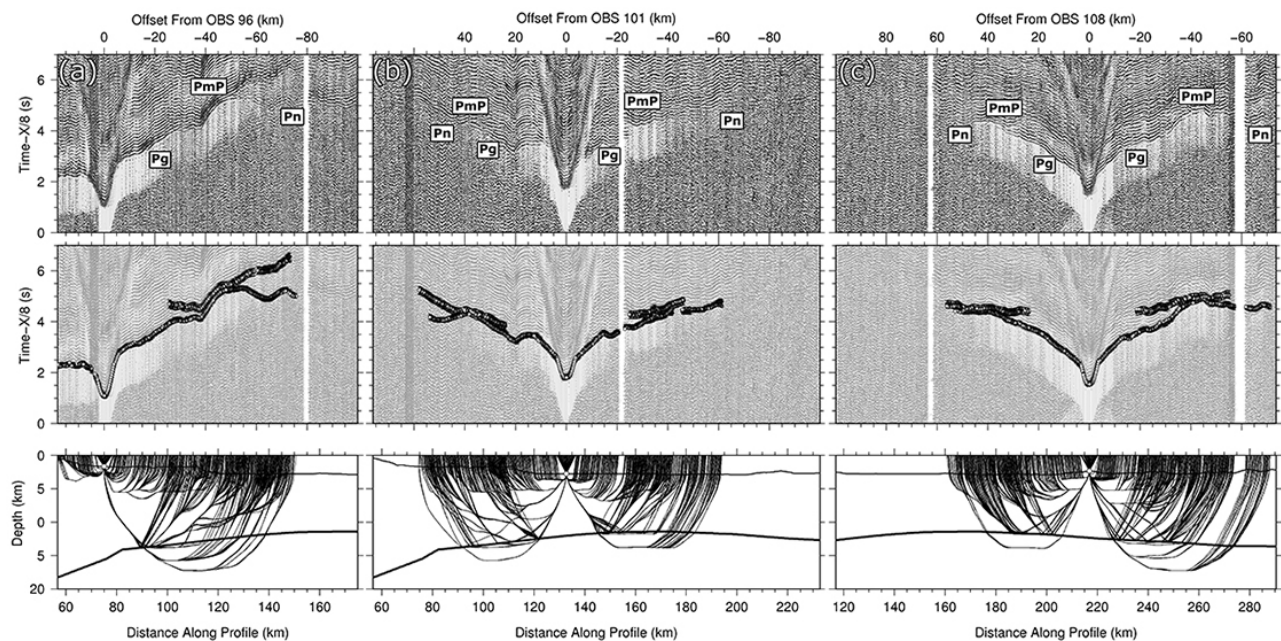 Offset From OBS 96 (km)
0 −20 −40 −60 −80
Offset From OBS 101 (km)
40 20 0 −20 −40 −60 −80
Offset From OBS 108 (km)
80 60 40 20 0 −20 −40 −60
Time−X/8 (s)
0 2 4 6
(a) PmP Pn Pg
(b) PmP Pn Pg Pg PmP Pn
(c) PmP Pn Pg Pg PmP Pn
Time−X/8 (s)
0 2 4 6
Depth (km)
0 5 0 5 20
60 80 100 120 140 160
60 80 100 120 140 160 180 200 220
120 140 160 180 200 220 240 260 280
Distance Along Profile (km)
Distance Along Profile (km)
Distance Along Profile (km)